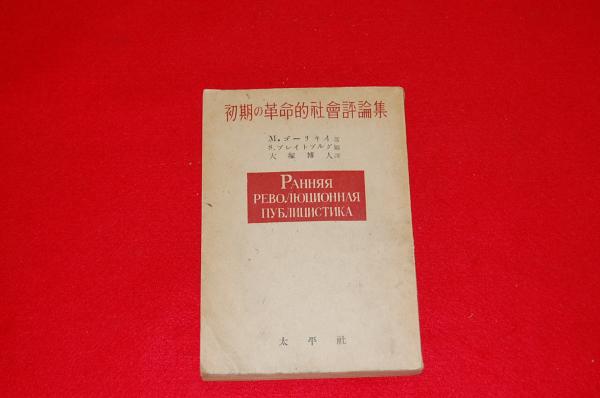 初期の革命的社會評論集
M.ゴーリキイ著
S.ブレイトブルグ編
大塚博人譯
РАННЯЯ
РЕВОЛЮЦИОННАЯ
ПУБЛИЦИСТИКА
太平社